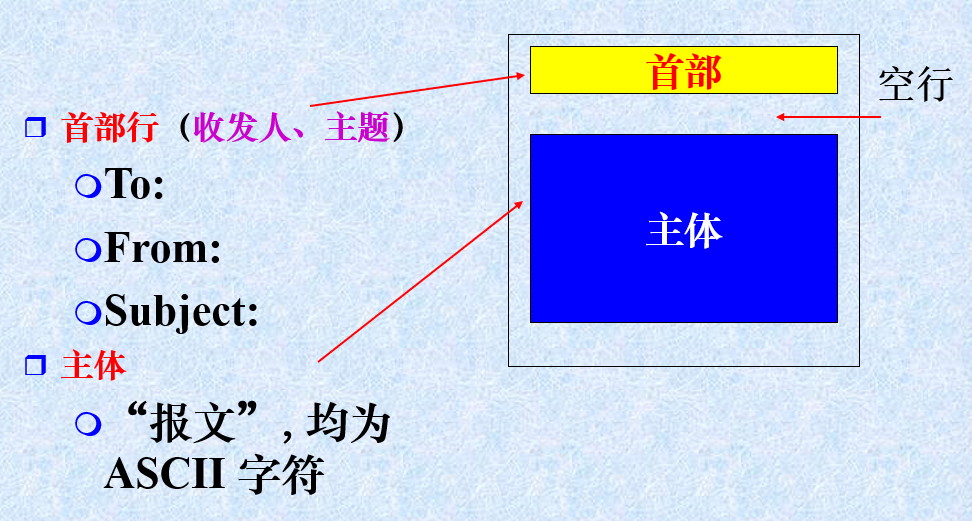 首部行（收发人、主题）
To:
From:
Subject:
主体
“报文”, 均为
ASCII 字符
首部
空行
主体